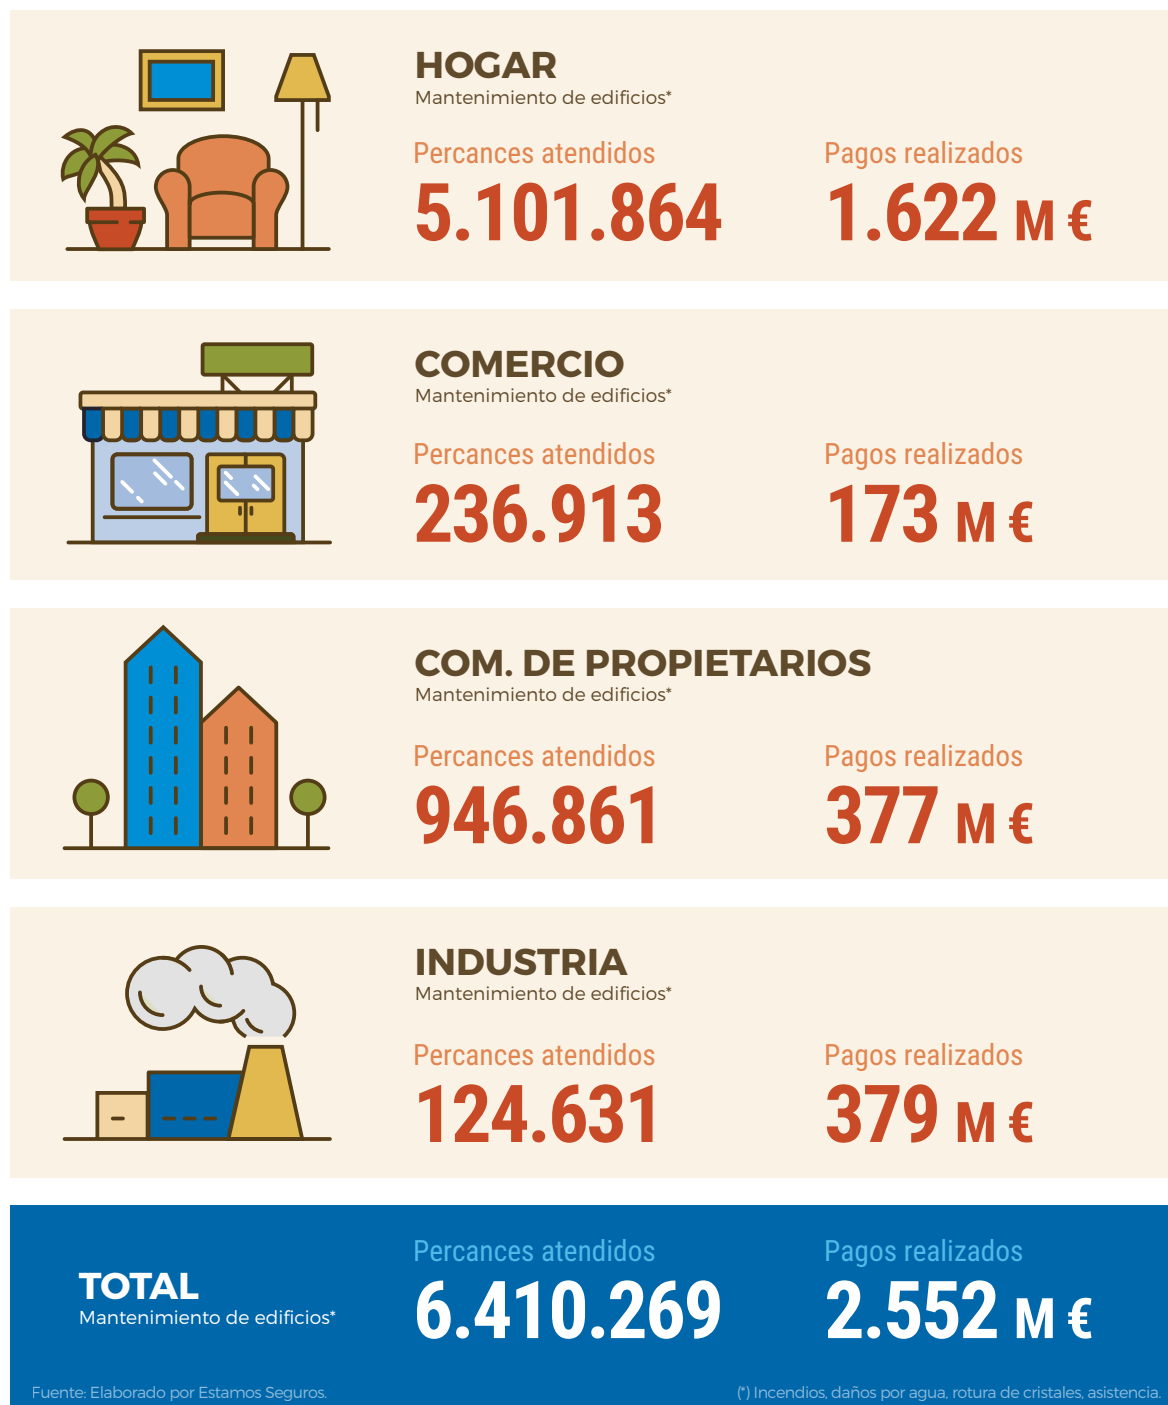 HOGAR
Mantenimiento de edificios*
Percances atendidos
Pagos realizados
5.101.864
1.622 M €
COMERCIO
Mantenimiento de edificios*
Percances atendidos
Pagos realizados
236.913
173 M €
COM. DE PROPIETARIOS
Mantenimiento de edificios*
Percances atendidos
Pagos realizados
946.861
377 M €
INDUSTRIA
Mantenimiento de edificios*
Percances atendidos
Pagos realizados
124.631
379 M €
TOTAL
Mantenimiento de edificios*
Percances atendidos
Pagos realizados
6.410.269
2.552 M €
Fuente: Elaborado por Estamos Seguros.
(*) Incendios, daños por agua, rotura de cristales, asistencia.